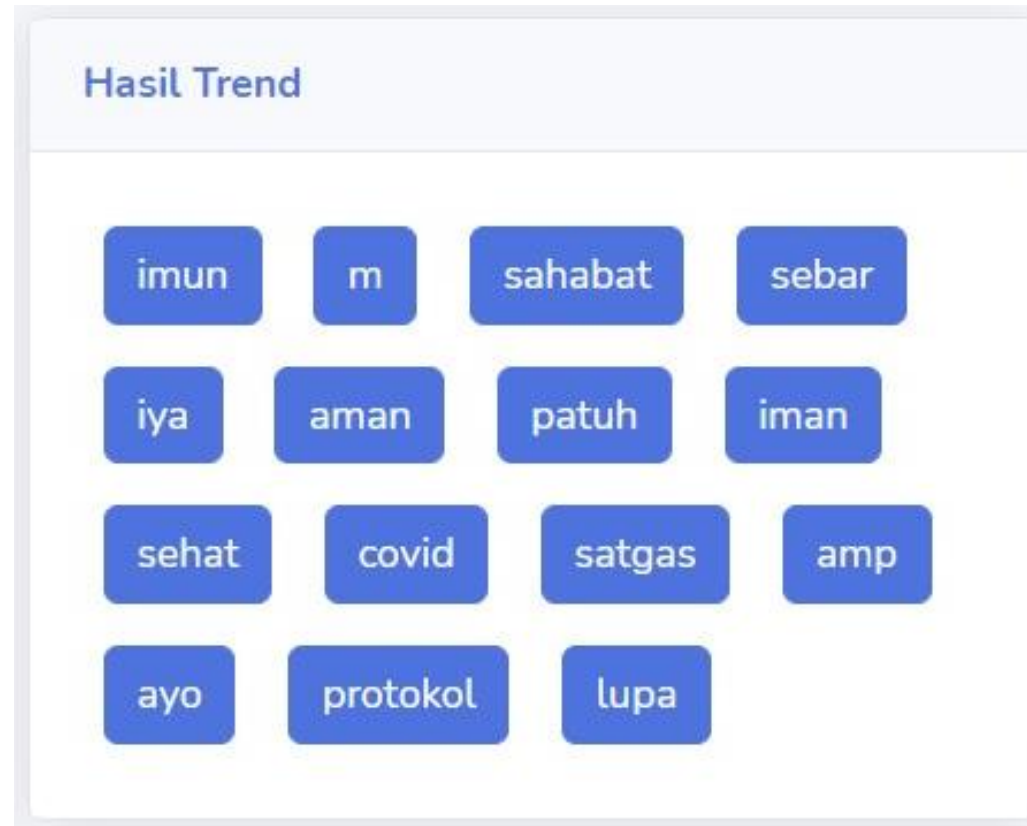 Hasil Trend
imun m sahabat sebar
iya aman patuh iman
sehat covid satgas amp
ayo protokol lupa